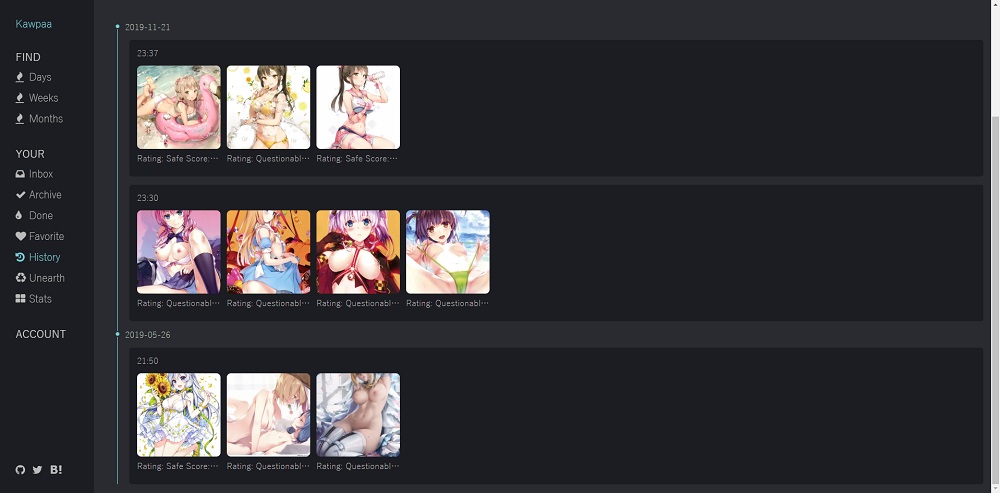 Kawpaa
FIND
Days
Weeks
Months
YOUR
Inbox
Archive
Done
Favorite
History
Unearth
Stats
ACCOUNT
B!
2019-11-21
23:37
Rating: Safe Score:⋯
Rating: Questionabl⋯
Rating: Safe Score:⋯
23:30
Rating: Questionabl⋯
Rating: Questionabl⋯
Rating: Questionabl⋯
Rating: Questionabl⋯
2019-05-26
21:50
Rating: Safe Score:⋯
Rating: Questionabl⋯
Rating: Questionabl⋯